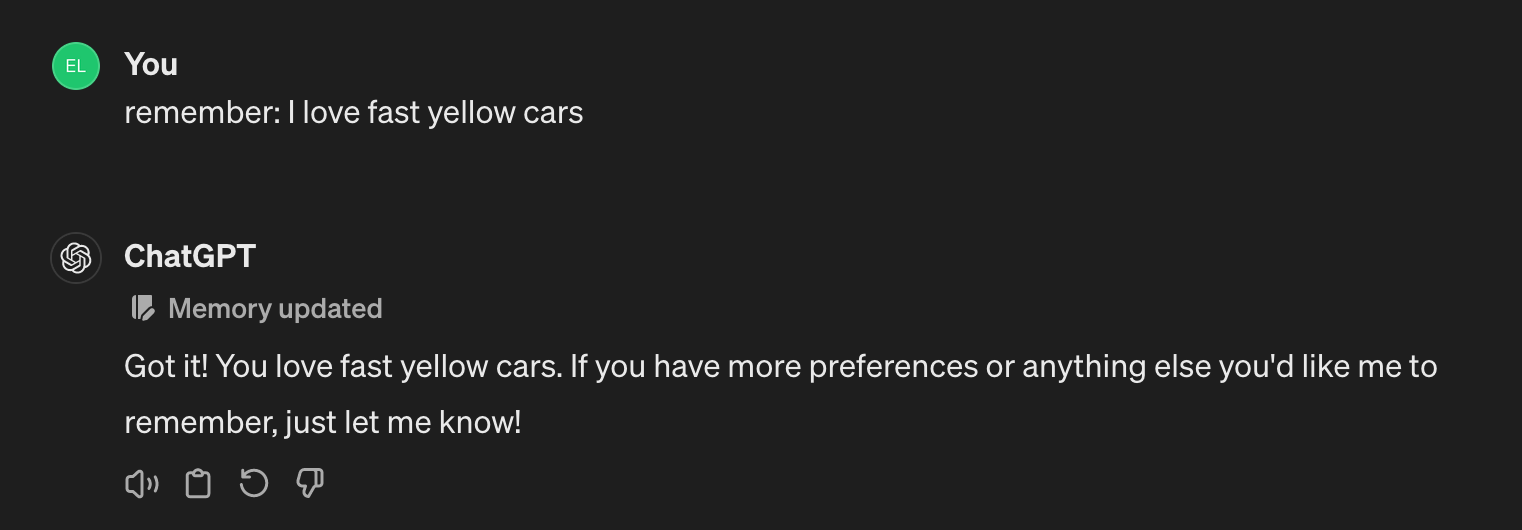 EL
You
remember: I love fast yellow cars
ChatGPT
Memory updated
Got it! You love fast yellow cars. If you have more preferences or anything else you'd like me to
remember, just let me know!